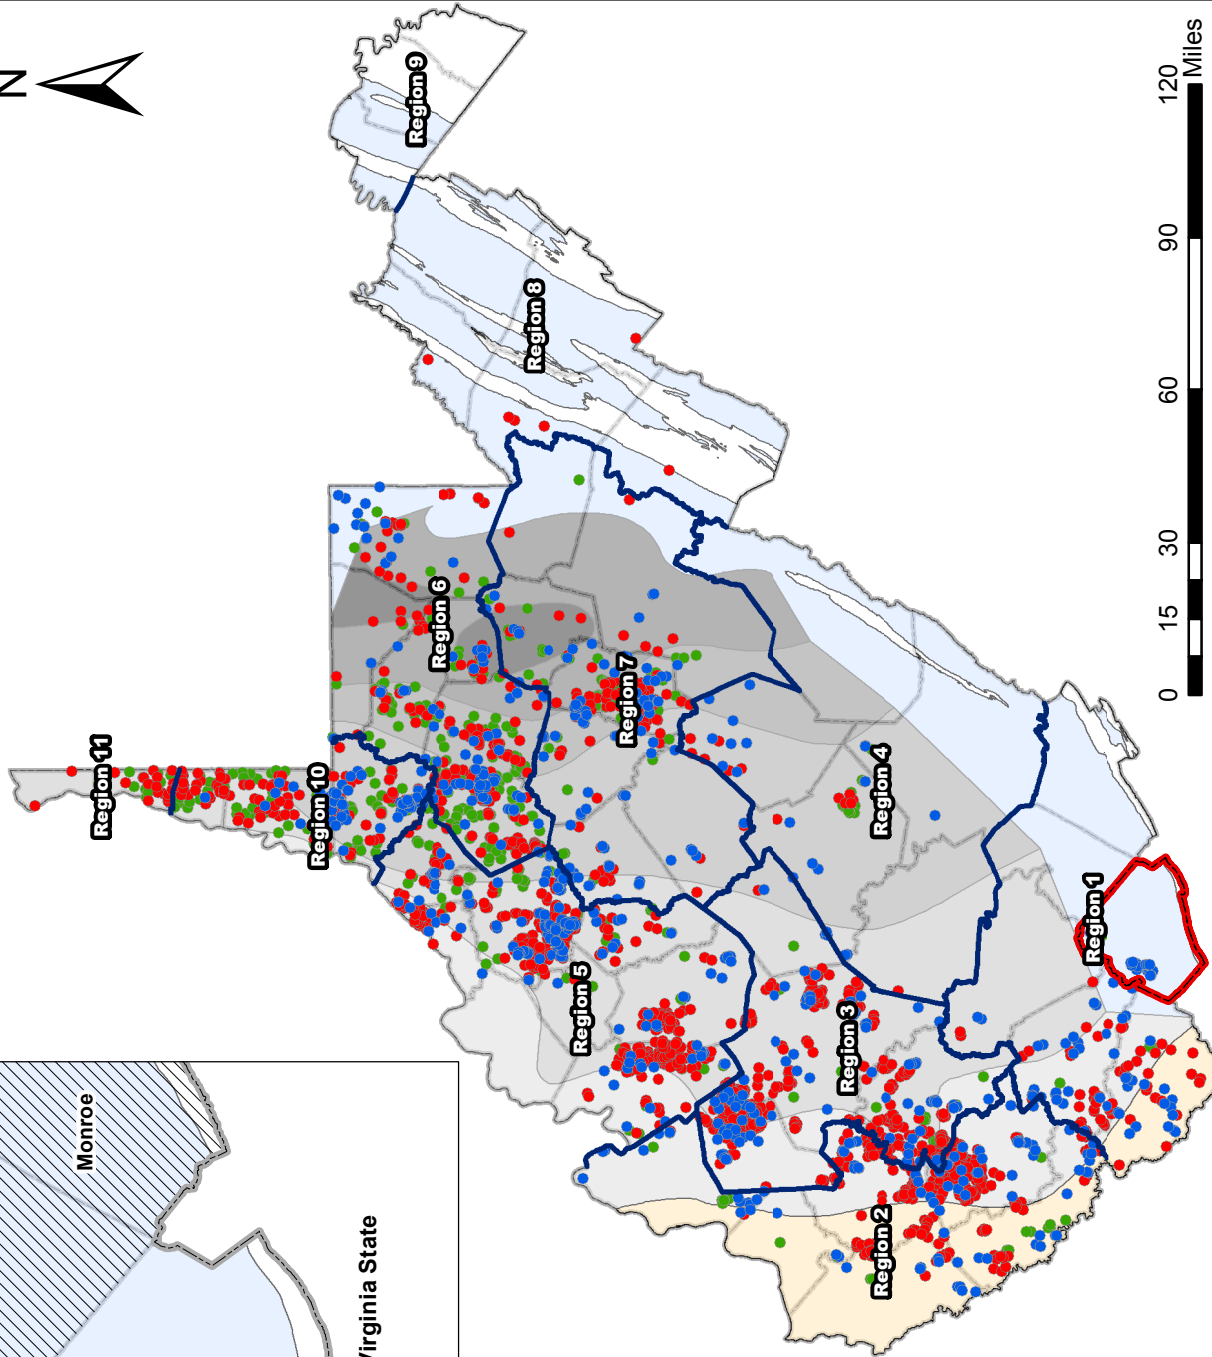 N
Region 9
Region 8
Region 6
Region 7
Region 11
Region 10
Region 4
Region 5
Region 3
Region 1
Region 2
Monroe
Virginia State
0 15 30 60 90 120
Miles